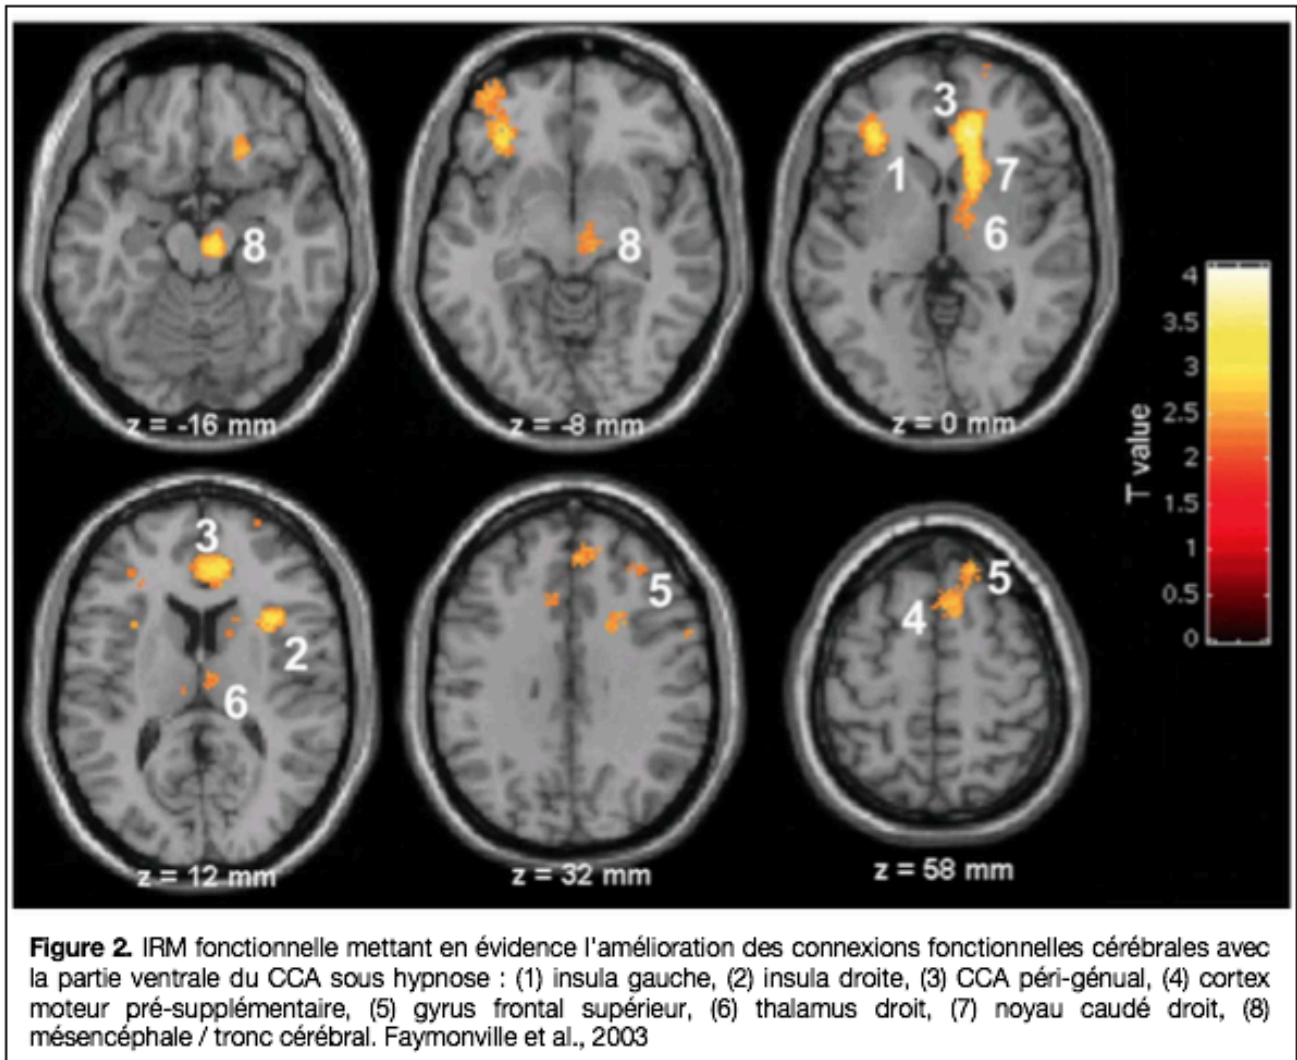 8
z = -16 mm
8
z = -8 mm
3
1
7
6
z = 0 mm
3
2
6
z = 12 mm
5
z = 32 mm
5
4
z = 58 mm
T value
4
3.5
3
2.5
2
1.5
1
0.5
0
Figure 2. IRM fonctionnelle mettant en évidence l'amélioration des connexions fonctionnelles cérébrales avec
la partie ventrale du CCA sous hypnose : (1) insula gauche, (2) insula droite, (3) CCA péri-génual, (4) cortex
moteur pré-supplémentaire, (5) gyrus frontal supérieur, (6) thalamus droit, (7) noyau caudé droit, (8)
mésencéphale / tronc cérébral. Faymonville et al., 2003